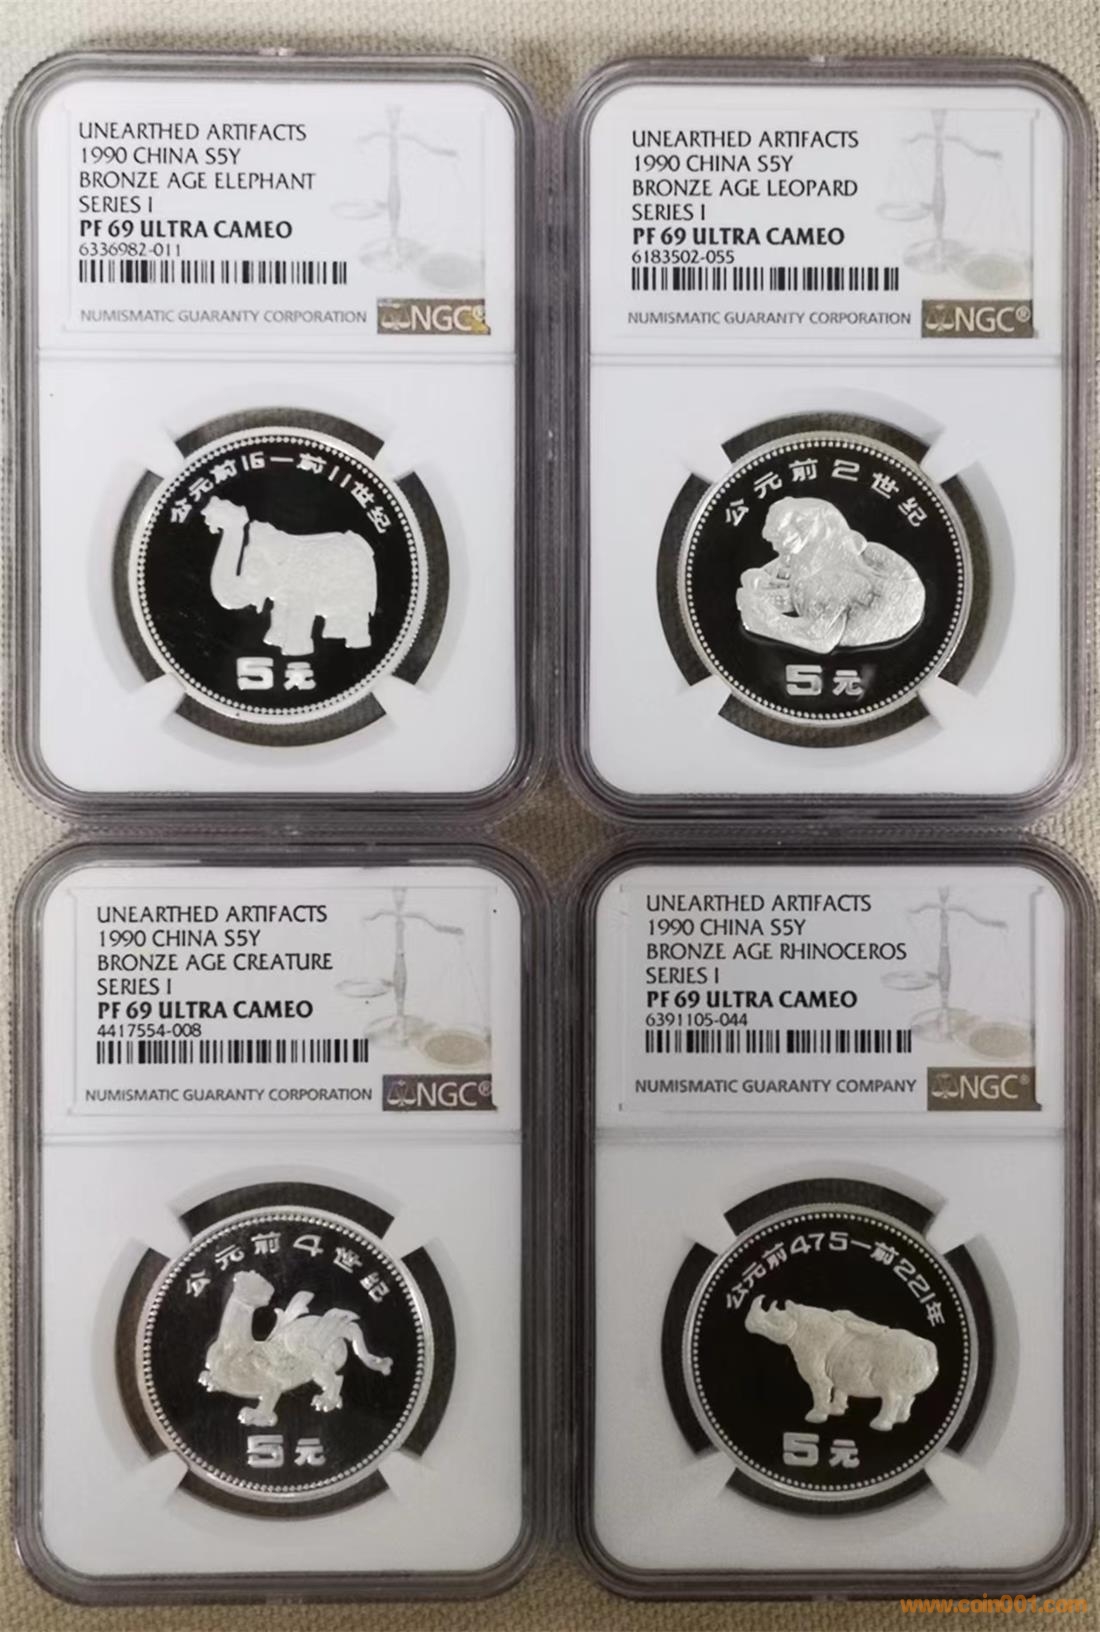 UNEARTHED ARTIFACTS
1990 CHINA S5Y
BRONZE AGE ELEPHANT
SERIES I
PF 69 ULTRA CAMEO
6336982-011
NUMISMATIC GUARANTY CORPORATION
NGC®
公元前16一前11世纪
5元
UNEARTHED ARTIFACTS
1990 CHINA S5Y
BRONZE AGE LEOPARD
SERIES I
PF 69 ULTRA CAMEO
6183502-055
NUMISMATIC GUARANTY CORPORATION
NGC®
公元前2世纪
5元
UNEARTHED ARTIFACTS
1990 CHINA S5Y
BRONZE AGE CREATURE
SERIES I
PF 69 ULTRA CAMEO
4417554-008
NUMISMATIC GUARANTY CORPORATION
NGC®
公元前4世纪
5元
UNEARTHED ARTIFACTS
1990 CHINA S5Y
BRONZE AGE RHINOCEROS
SERIES I
PF 69 ULTRA CAMEO
6391105-044
NUMISMATIC GUARANTY COMPANY
NGC®
公元前475一前221年
5元
www.coin001.com